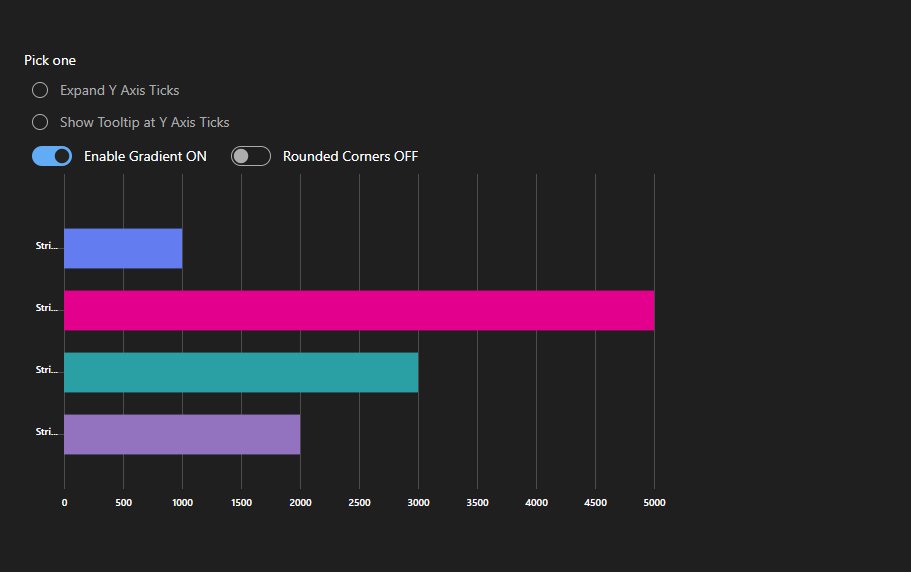 Pick one
Expand Y Axis Ticks
Show Tooltip at Y Axis Ticks
Enable Gradient ON Rounded Corners OFF
Stri...
Stri...
Stri...
Stri...
0 500 1000 1500 2000 2500 3000 3500 4000 4500 5000